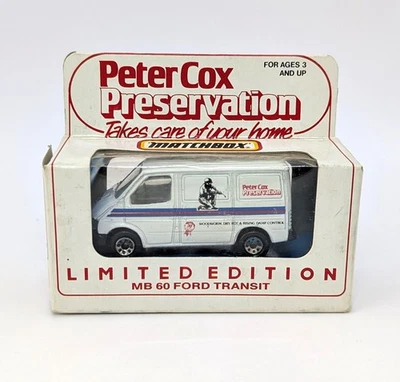 Peter Cox
Preservation
Takes care of your home
FOR AGES 3
AND UP
MATCHBOX
Peter Cox
Preservation
WOODWORM, DRY ROT & RISING DAMP CONTROL
LIMITED EDITION
MB 60 FORD TRANSIT